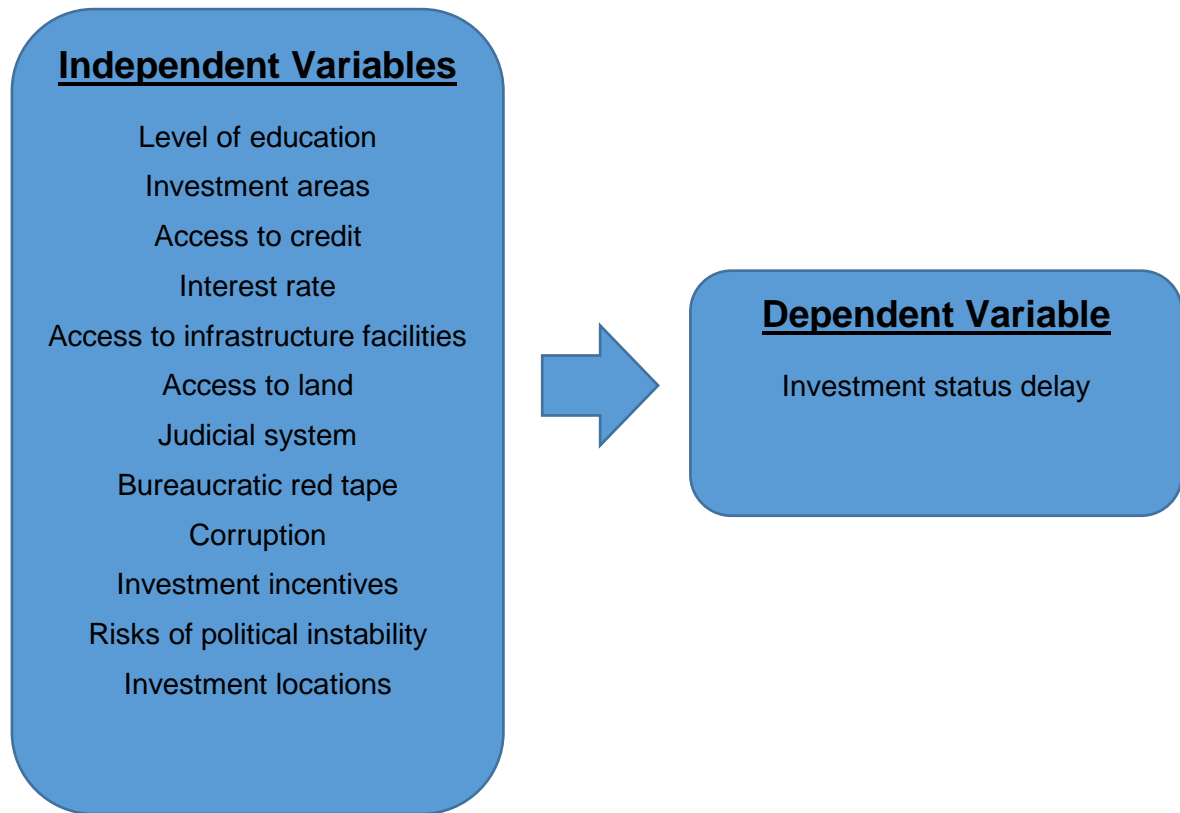 Independent Variables
Level of education
Investment areas
Access to credit
Interest rate
Access to infrastructure facilities
Access to land
Judicial system
Bureaucratic red tape
Corruption
Investment incentives
Risks of political instability
Investment locations
Dependent Variable
Investment status delay